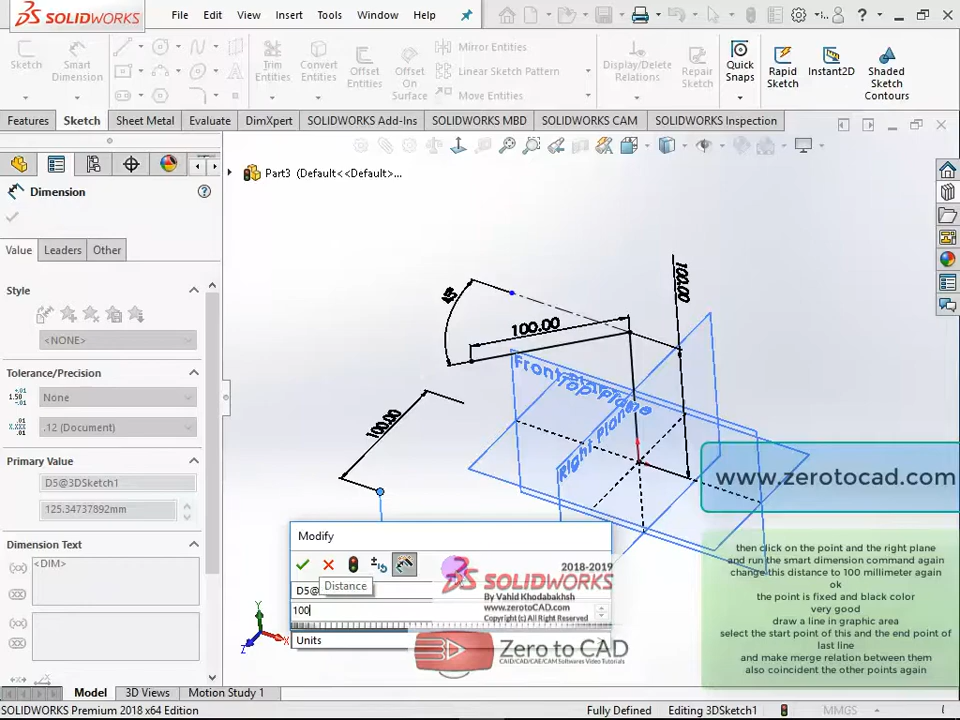 SOLIDWORKS
File Edit View Insert Tools Window Help
Sketch
Smart Dimension
Trim Entities
Convert Entities
Offset Entities
Offset On Surface
Mirror Entities
Linear Sketch Pattern
Move Entities
Display/Delete Relations
Repair Sketch
Quick Snaps
Rapid Sketch
Instant2D
Shaded Sketch Contours
Features Sketch Sheet Metal Evaluate DimXpert SOLIDWORKS Add-Ins SOLIDWORKS MBD SOLIDWORKS CAM SOLIDWORKS Inspection
Part3 (Default<<Default>...
Dimension
Value Leaders Other
Style
<NONE>
Tolerance/Precision
+.01
1.50
-.01
None
.01
X.XXX
.01
.12 (Document)
Primary Value
D5@3DSketch1
125.34737892mm
Dimension Text
<DIM>
45°
100.00
100.00
100.00
Front Plane
Top Plane
Right Plane
Modify
Distance
D5@
100
Units
2018-2019
SOLIDWORKS
By Vahid Khodabakhsh
www.zerotoCAD.com
Copyright (c) All Rights Reserved
Zero to CAD
CAD/CAM/CAE Softwares Video Tutorials
www.zerotocad.com
then click on the point and the right plane
and run the smart dimension command again
change this distance to 100 millimeter again
ok
the point is fixed and black color
very good
draw a line in graphic area
select the start point of this and the end point of
last line
and make merge relation between them
also coincident the other points again
Y
X
Z
Model 3D Views Motion Study 1
SOLIDWORKS Premium 2018 x64 Edition
Fully Defined Editing 3DSketch1 MMGS